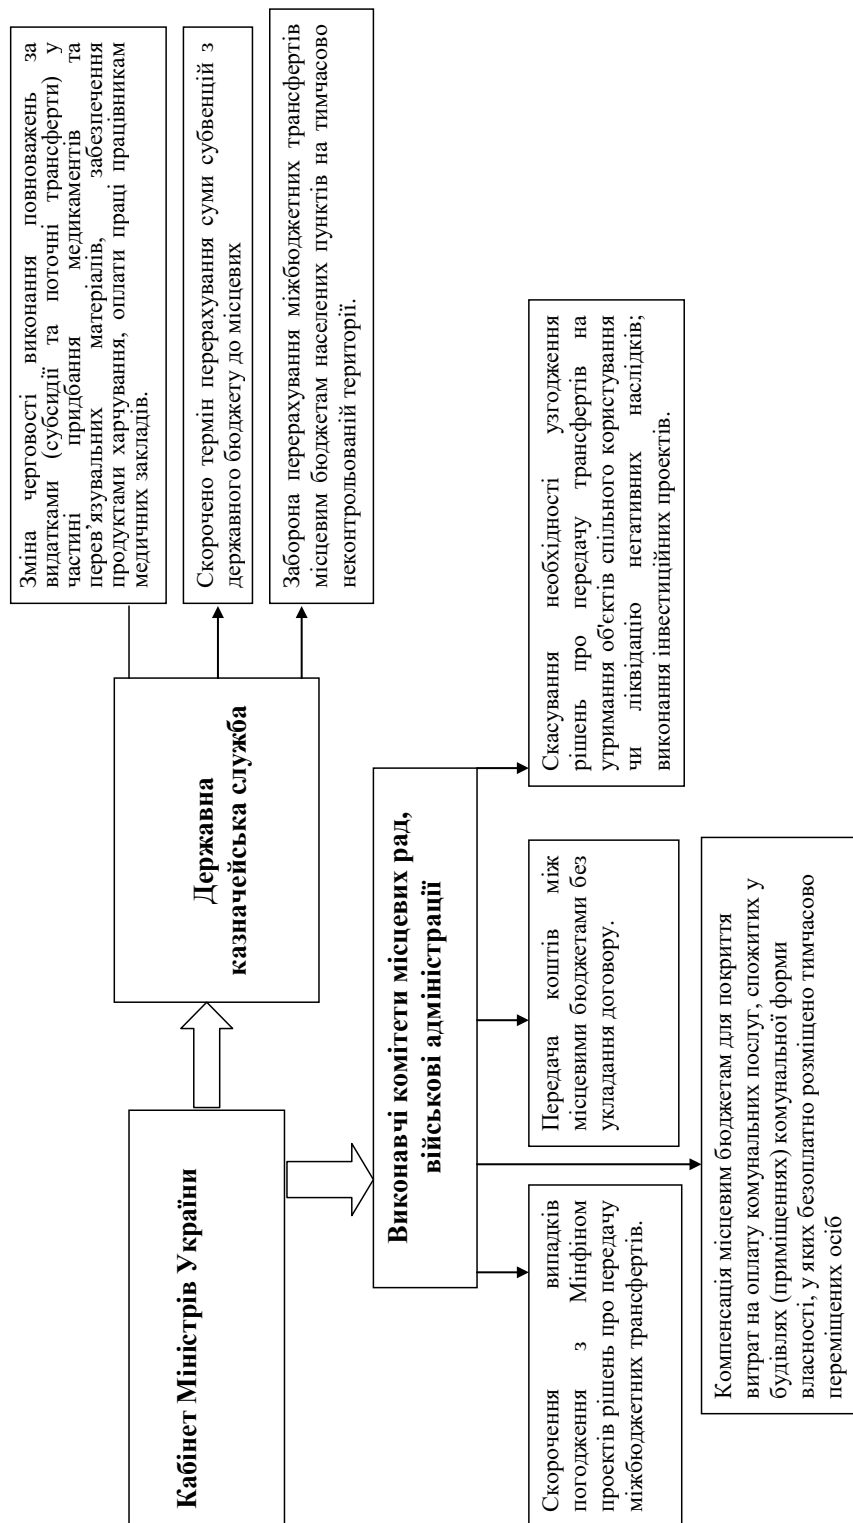 Кабінет Міністрів України
Державна
казначейська служба
Зміна черговості виконання повноважень за
видатками (субсидії та поточні трансферти) у
частині придбання медикаментів та
перев’язувальних матеріалів, забезпечення
продуктами харчування, оплати праці працівникам
медичних закладів.
Скорочено термін перерахування суми субвенцій з
державного бюджету до місцевих
Заборона перерахування міжбюджетних трансфертів
місцевим бюджетам населених пунктів на тимчасово
неконтрольованій території.
Виконавчі комітети місцевих рад,
військові адміністрації
Скорочення випадків
погодження з Мінфіном
проектів рішень про передачу
міжбюджетних трансфертів.
Передача коштів між
місцевими бюджетами без
укладання договору.
Скасування необхідності узгодження
рішень про передачу трансфертів на
утримання об'єктів спільного користування
чи ліквідацію негативних наслідків;
виконання інвестиційних проектів.
Компенсація місцевим бюджетам для покриття
витрат на оплату комунальних послуг, спожитих у
будівлях (приміщеннях) комунальної форми
власності, у яких безоплатно розміщено тимчасово
переміщених осіб